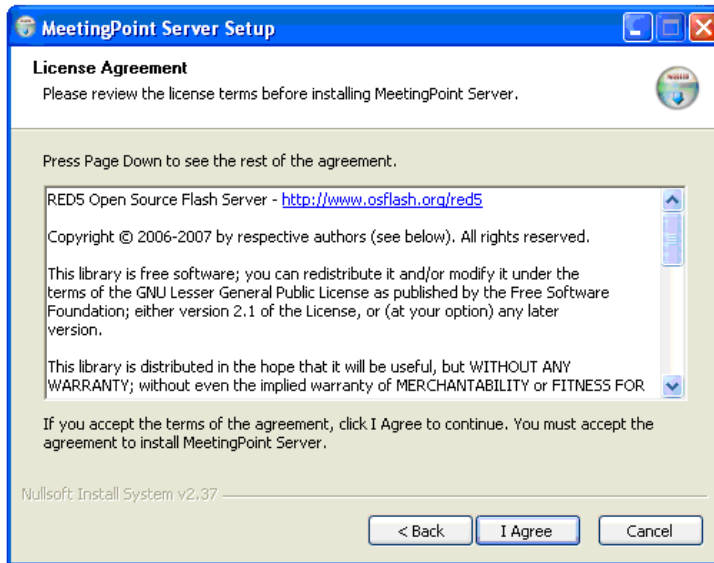 MeetingPoint Server Setup
License Agreement
Please review the license terms before installing MeetingPoint Server.
Press Page Down to see the rest of the agreement.
RED5 Open Source Flash Server - http://www.osflash.org/red5
Copyright © 2006-2007 by respective authors (see below). All rights reserved.
This library is free software; you can redistribute it and/or modify it under the
terms of the GNU Lesser General Public License as published by the Free Software
Foundation; either version 2.1 of the License, or (at your option) any later
version.
This library is distributed in the hope that it will be useful, but WITHOUT ANY
WARRANTY; without even the implied warranty of MERCHANTABILITY or FITNESS FOR
If you accept the terms of the agreement, click I Agree to continue. You must accept the
agreement to install MeetingPoint Server.
Nullsoft Install System v2.37
< Back
I Agree
Cancel